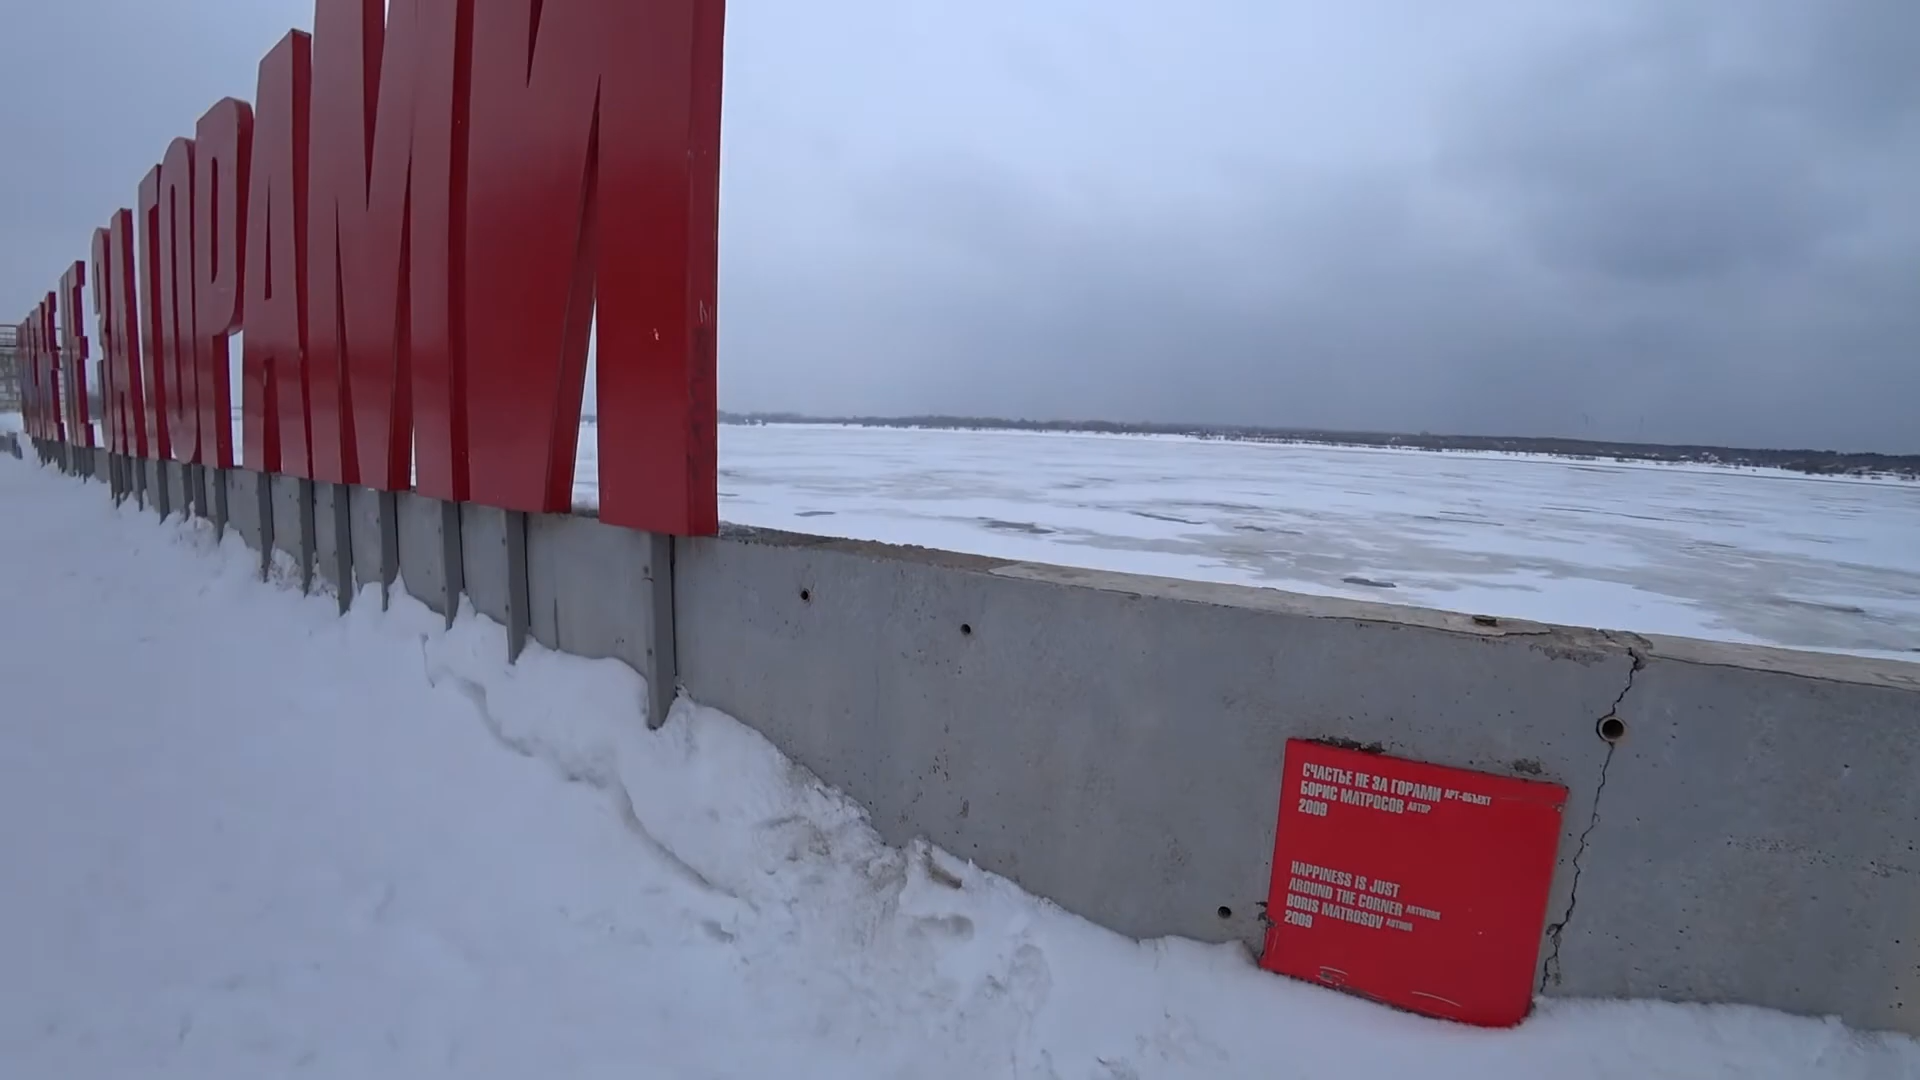 ЗА ГОРАМИ
СЧАСТЬЕ НЕ ЗА ГОРАМИ АРТ-ОБЪЕКТ
БОРИС МАТРОСОВ АВТОР
2009
HAPPINESS IS JUST
AROUND THE CORNER ARTWORK
BORIS MATROSOV AUTHOR
2009